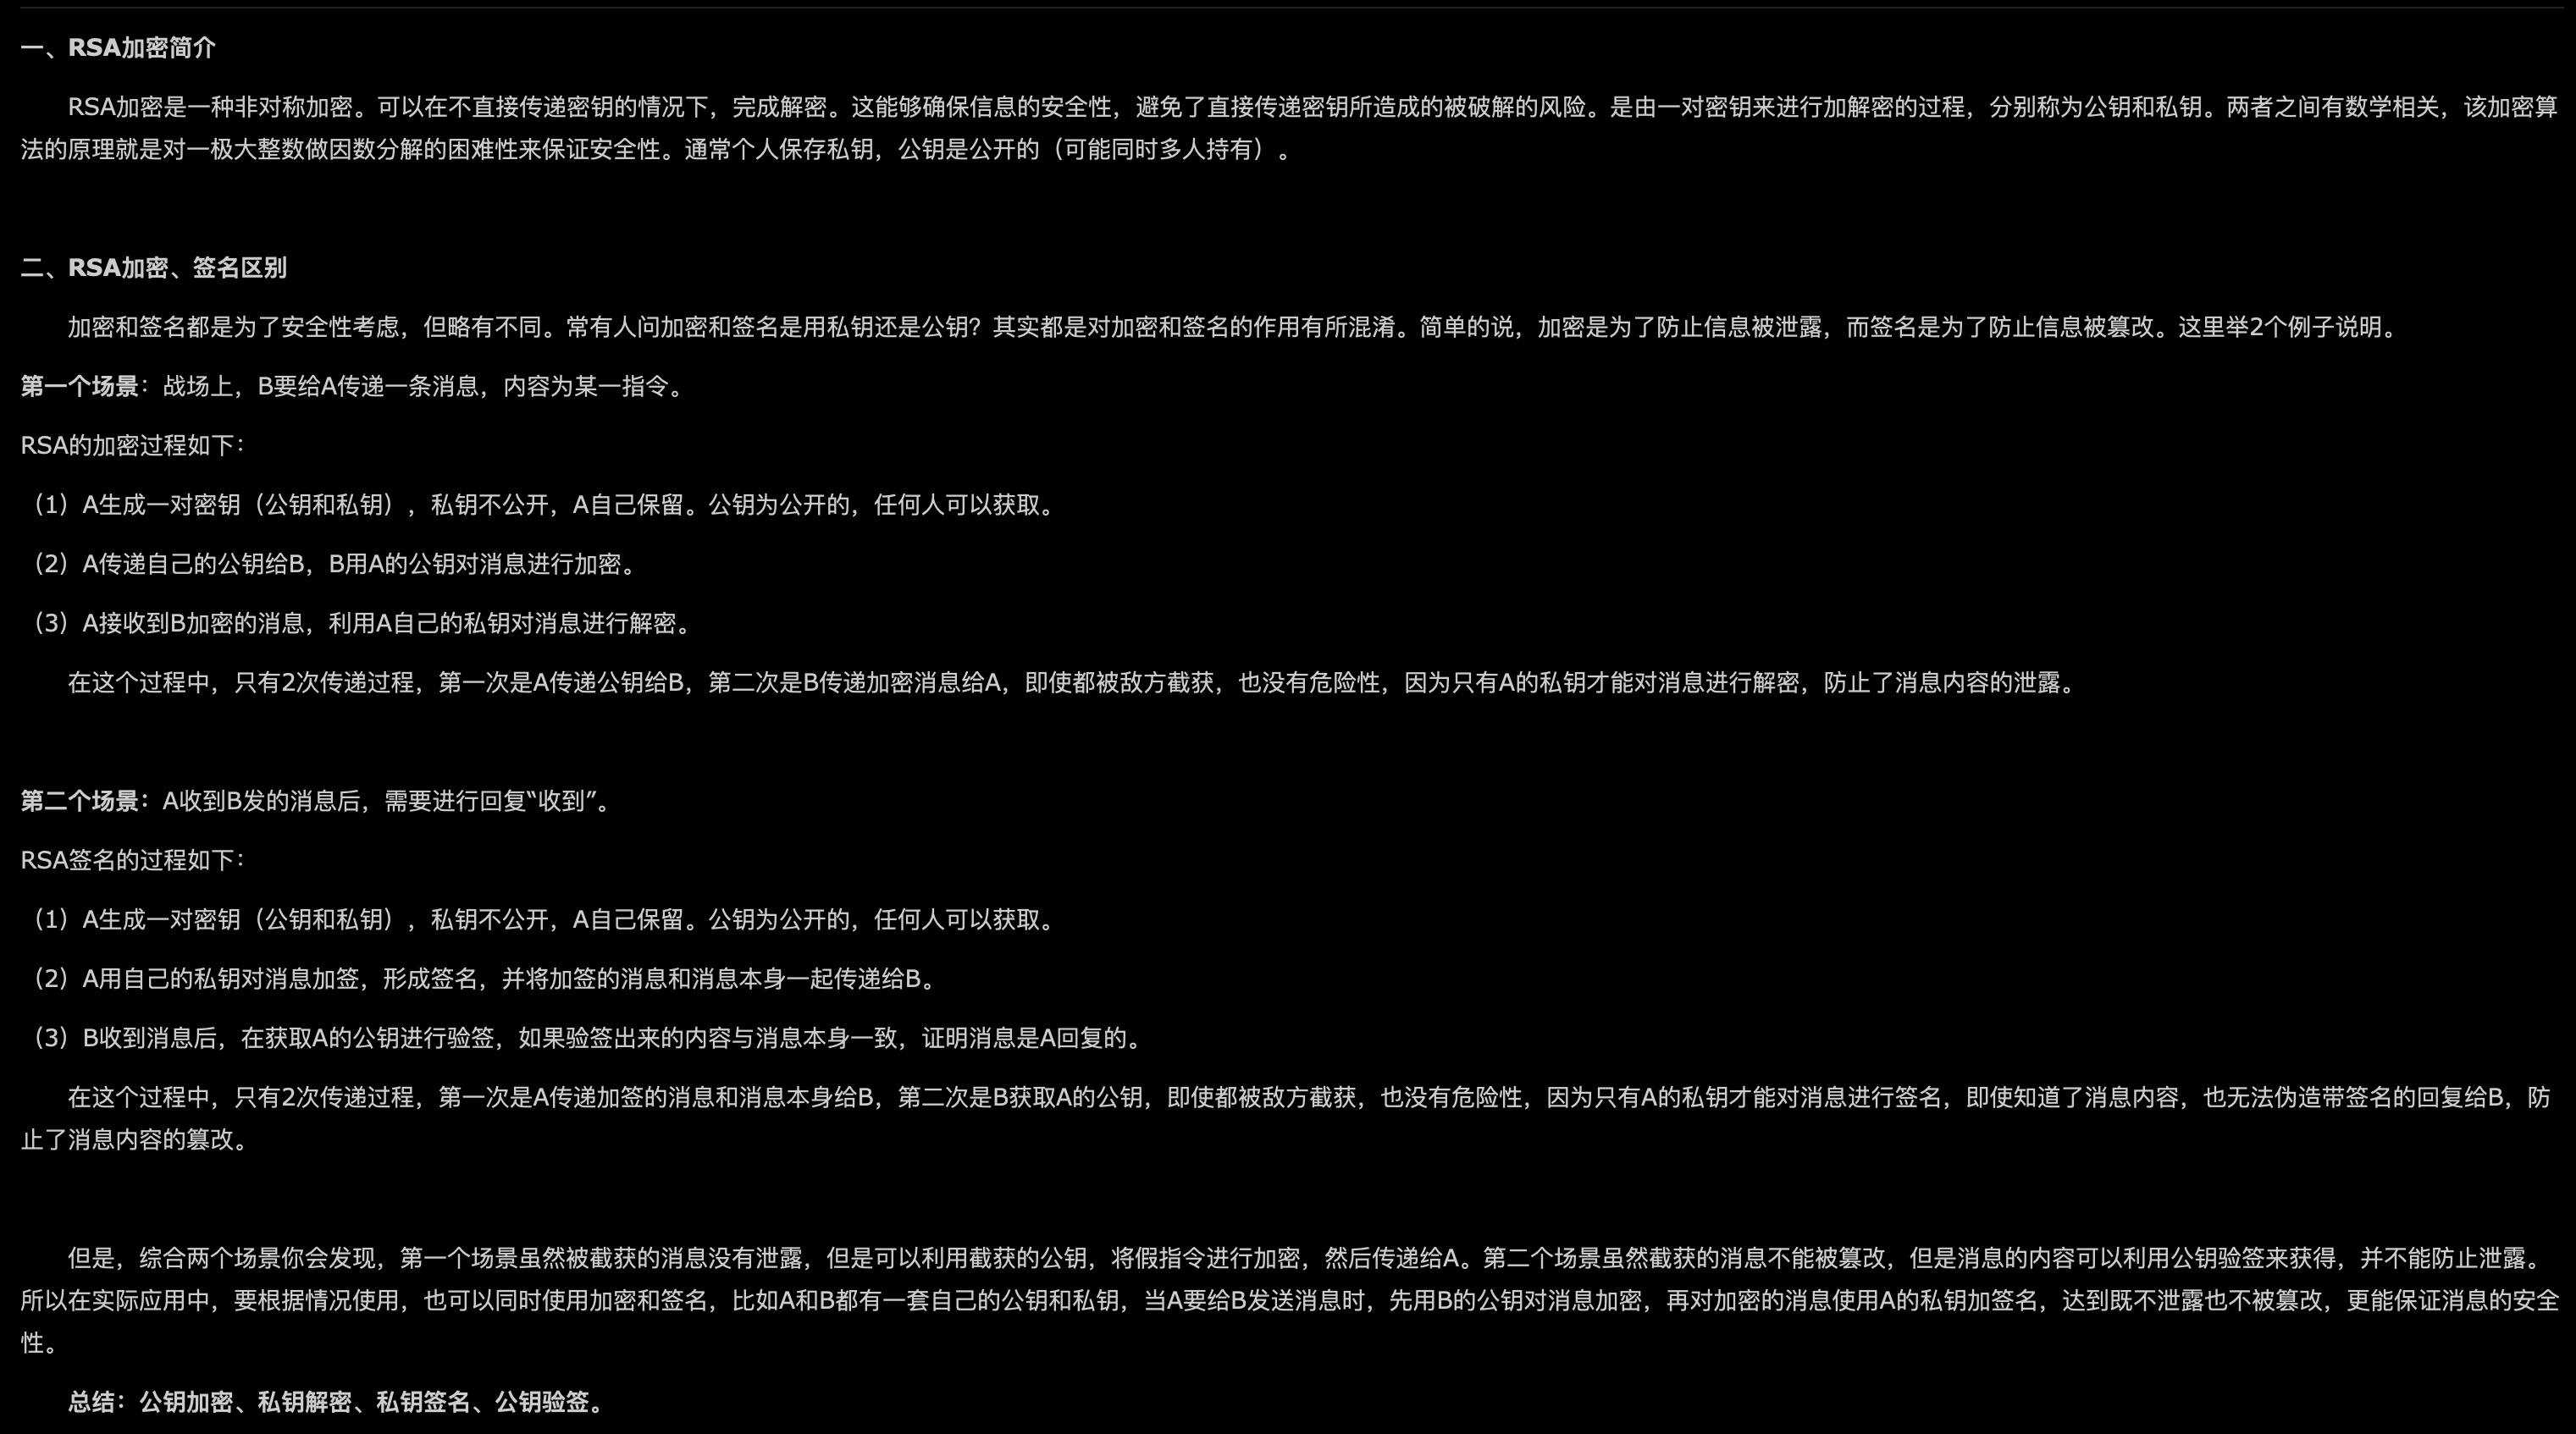 一、RSA加密简介
RSA加密是一种非对称加密。可以在不直接传递密钥的情况下，完成解密。这能够确保信息的安全性，避免了直接传递密钥所造成的被破解的风险。是由一对密钥来进行加解密的过程，分别称为公钥和私钥。两者之间有数学相关，该加密算
法的原理就是对一极大整数做因数分解的困难性来保证安全性。通常个人保存私钥，公钥是公开的（可能同时多人持有）。
二、RSA加密、签名区别
加密和签名都是为了安全性考虑，但略有不同。常有人问加密和签名是用私钥还是公钥？其实都是对加密和签名的作用有所混淆。简单的说，加密是为了防止信息被泄露，而签名是为了防止信息被篡改。这里举2个例子说明。
第一个场景：战场上，B要给A传递一条消息，内容为某一指令。
RSA的加密过程如下：
（1）A生成一对密钥（公钥和私钥），私钥不公开，A自己保留。公钥为公开的，任何人可以获取。
（2）A传递自己的公钥给B，B用A的公钥对消息进行加密。
（3）A接收到B加密的消息，利用A自己的私钥对消息进行解密。
在这个过程中，只有2次传递过程，第一次是A传递公钥给B，第二次是B传递加密消息给A，即使都被敌方截获，也没有危险性，因为只有A的私钥才能对消息进行解密，防止了消息内容的泄露。
第二个场景：A收到B发的消息后，需要进行回复“收到”。
RSA签名的过程如下：
（1）A生成一对密钥（公钥和私钥），私钥不公开，A自己保留。公钥为公开的，任何人可以获取。
（2）A用自己的私钥对消息加签，形成签名，并将加签的消息和消息本身一起传递给B。
（3）B收到消息后，在获取A的公钥进行验签，如果验签出来的内容与消息本身一致，证明消息是A回复的。
在这个过程中，只有2次传递过程，第一次是A传递加签的消息和消息本身给B，第二次是B获取A的公钥，即使都被敌方截获，也没有危险性，因为只有A的私钥才能对消息进行签名，即使知道了消息内容，也无法伪造带签名的回复给B，防
止了消息内容的篡改。
但是，综合两个场景你会发现，第一个场景虽然被截获的消息没有泄露，但是可以利用截获的公钥，将假指令进行加密，然后传递给A。第二个场景虽然截获的消息不能被篡改，但是消息的内容可以利用公钥验签来获得，并不能防止泄露。
所以在实际应用中，要根据情况使用，也可以同时使用加密和签名，比如A和B都有一套自己的公钥和私钥，当A要给B发送消息时，先用B的公钥对消息加密，再对加密的消息使用A的私钥加签名，达到既不泄露也不被篡改，更能保证消息的安全
性。
总结：公钥加密、私钥解密、私钥签名、公钥验签。